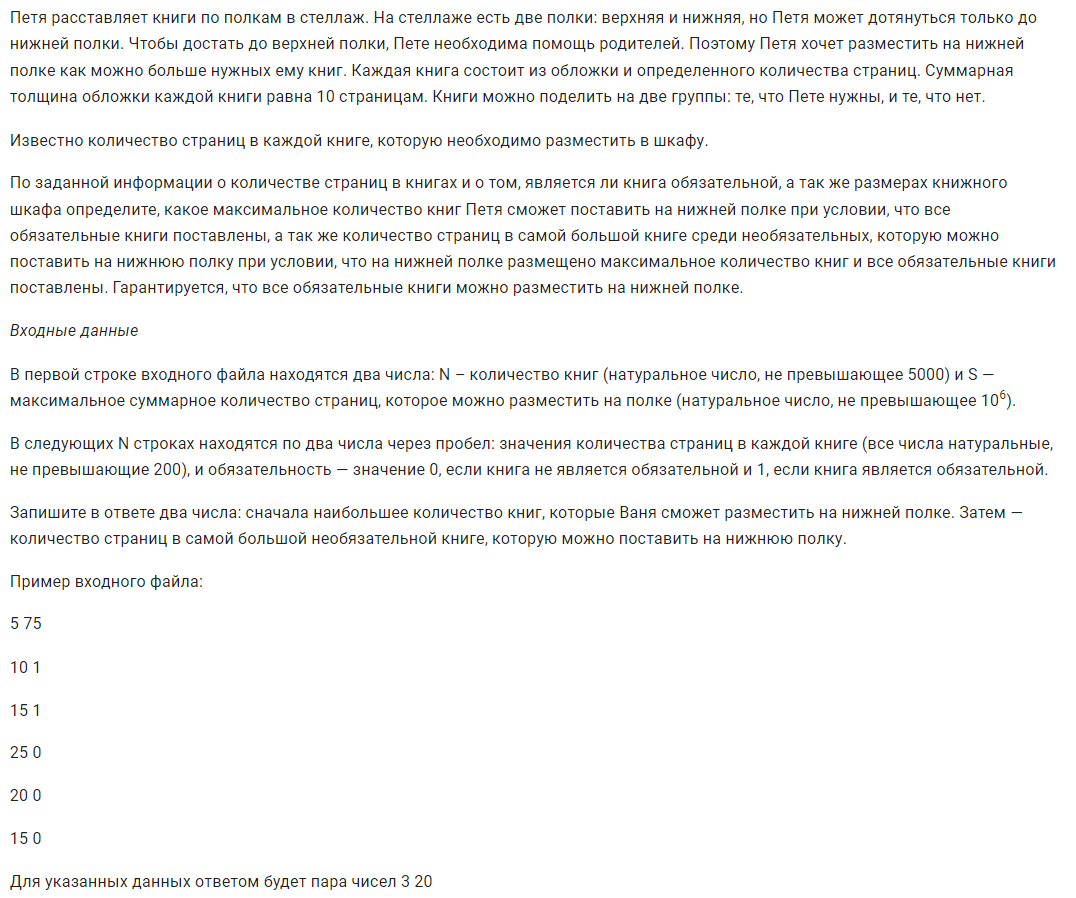 Петя расставляет книги по полкам в стеллаж. На стеллаже есть две полки: верхняя и нижняя, но Петя может дотянуться только до
нижней полки. Чтобы достать до верхней полки, Пете необходима помощь родителей. Поэтому Петя хочет разместить на нижней
полке как можно больше нужных ему книг. Каждая книга состоит из обложки и определенного количества страниц. Суммарная
толщина обложки каждой книги равна 10 страницам. Книги можно поделить на две группы: те, что Пете нужны, и те, что нет.
Известно количество страниц в каждой книге, которую необходимо разместить в шкафу.
По заданной информации о количестве страниц в книгах и о том, является ли книга обязательной, а так же размерах книжного
шкафа определите, какое максимальное количество книг Петя сможет поставить на нижней полке при условии, что все
обязательные книги поставлены, а так же количество страниц в самой большой книге среди необязательных, которую можно
поставить на нижнюю полку при условии, что на нижней полке размещено максимальное количество книг и все обязательные книги
поставлены. Гарантируется, что все обязательные книги можно разместить на нижней полке.
Входные данные
В первой строке входного файла находятся два числа: N – количество книг (натуральное число, не превышающее 5000) и S —
максимальное суммарное количество страниц, которое можно разместить на полке (натуральное число, не превышающее 10⁶).
В следующих N строках находятся по два числа через пробел: значения количества страниц в каждой книге (все числа натуральные,
не превышающие 200), и обязательность — значение 0, если книга не является обязательной и 1, если книга является обязательной.
Запишите в ответе два числа: сначала наибольшее количество книг, которые Ваня сможет разместить на нижней полке. Затем —
количество страниц в самой большой необязательной книге, которую можно поставить на нижнюю полку.
Пример входного файла:
5 75
10 1
15 1
25 0
20 0
15 0
Для указанных данных ответом будет пара чисел 3 20